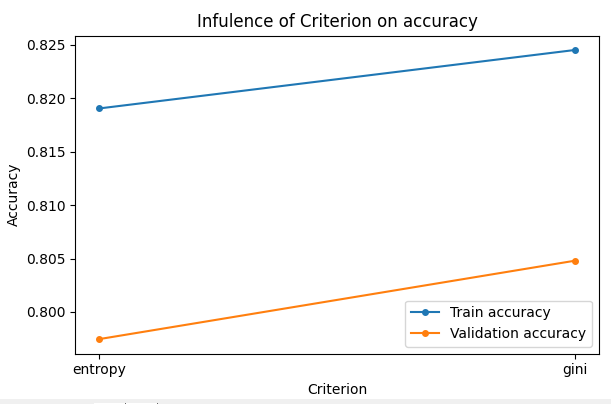 Infulence of Criterion on accuracy
0.825
0.820
0.815
0.810
0.805
0.800
Accuracy
Train accuracy
Validation accuracy
entropy
gini
Criterion